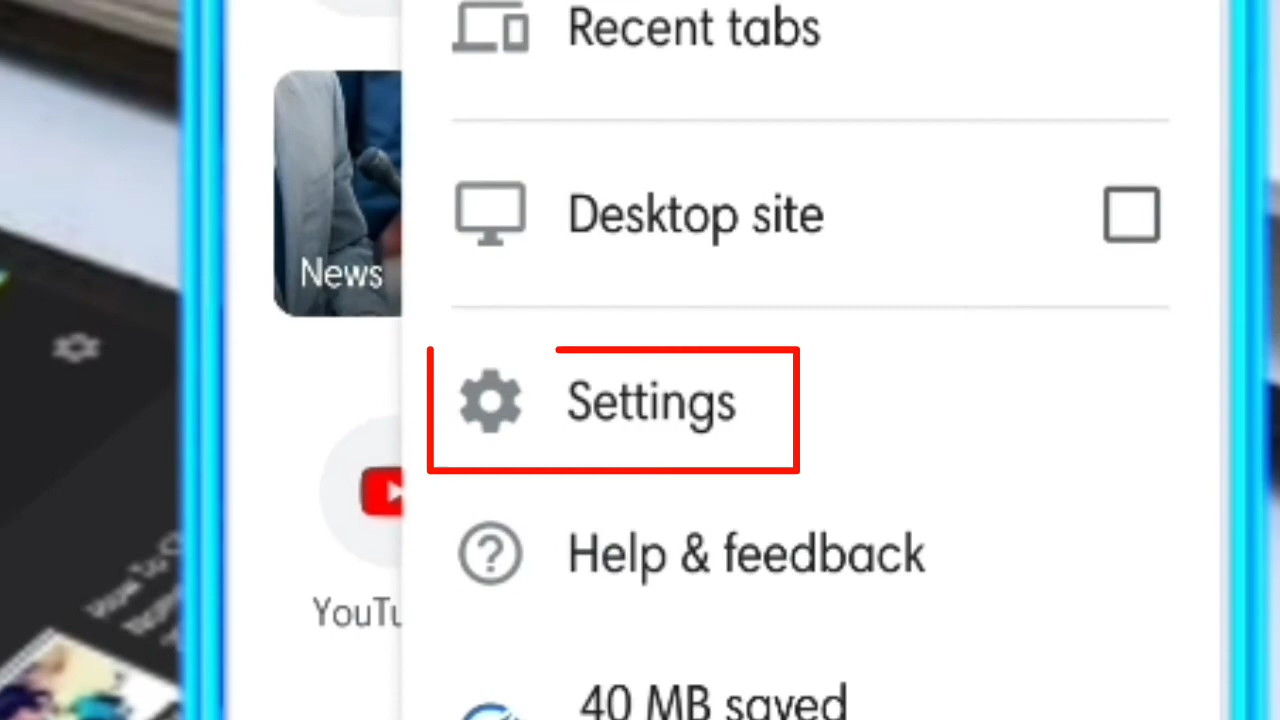 Recent tabs
Desktop site
News
Settings
Help & feedback
YouTu
40 MB saved